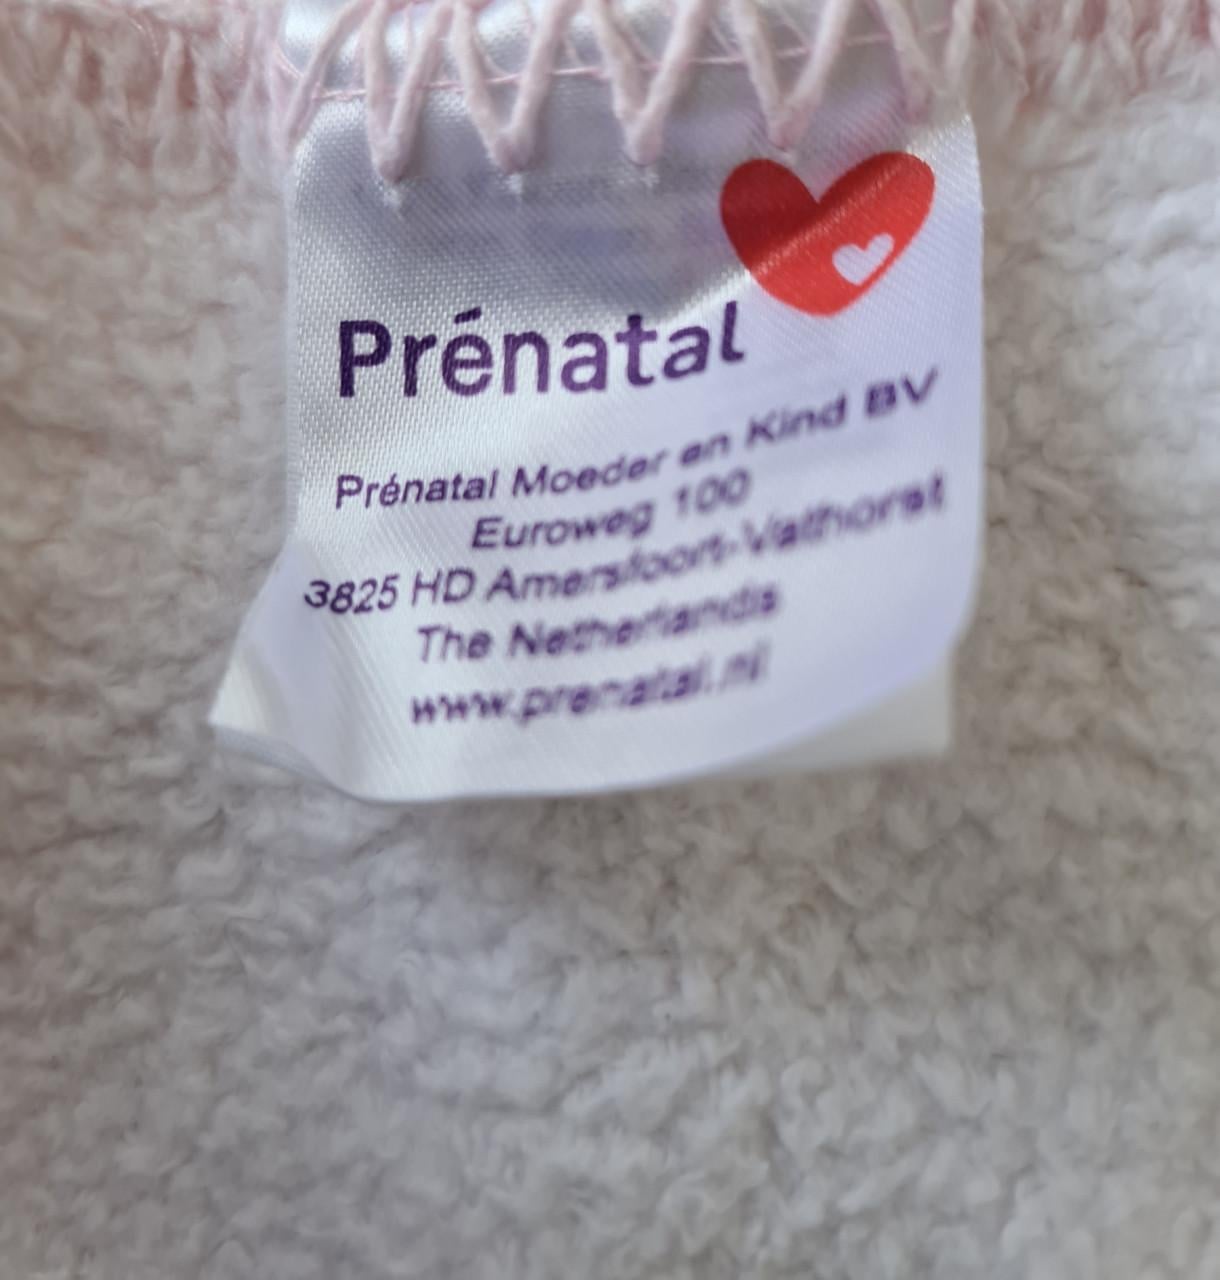 Prénatal
Prénatal Moeder en Kind BV
Euroweg 100
3825 HD Amersfoort-Vathorst
The Netherlands
www.prenatal.nl